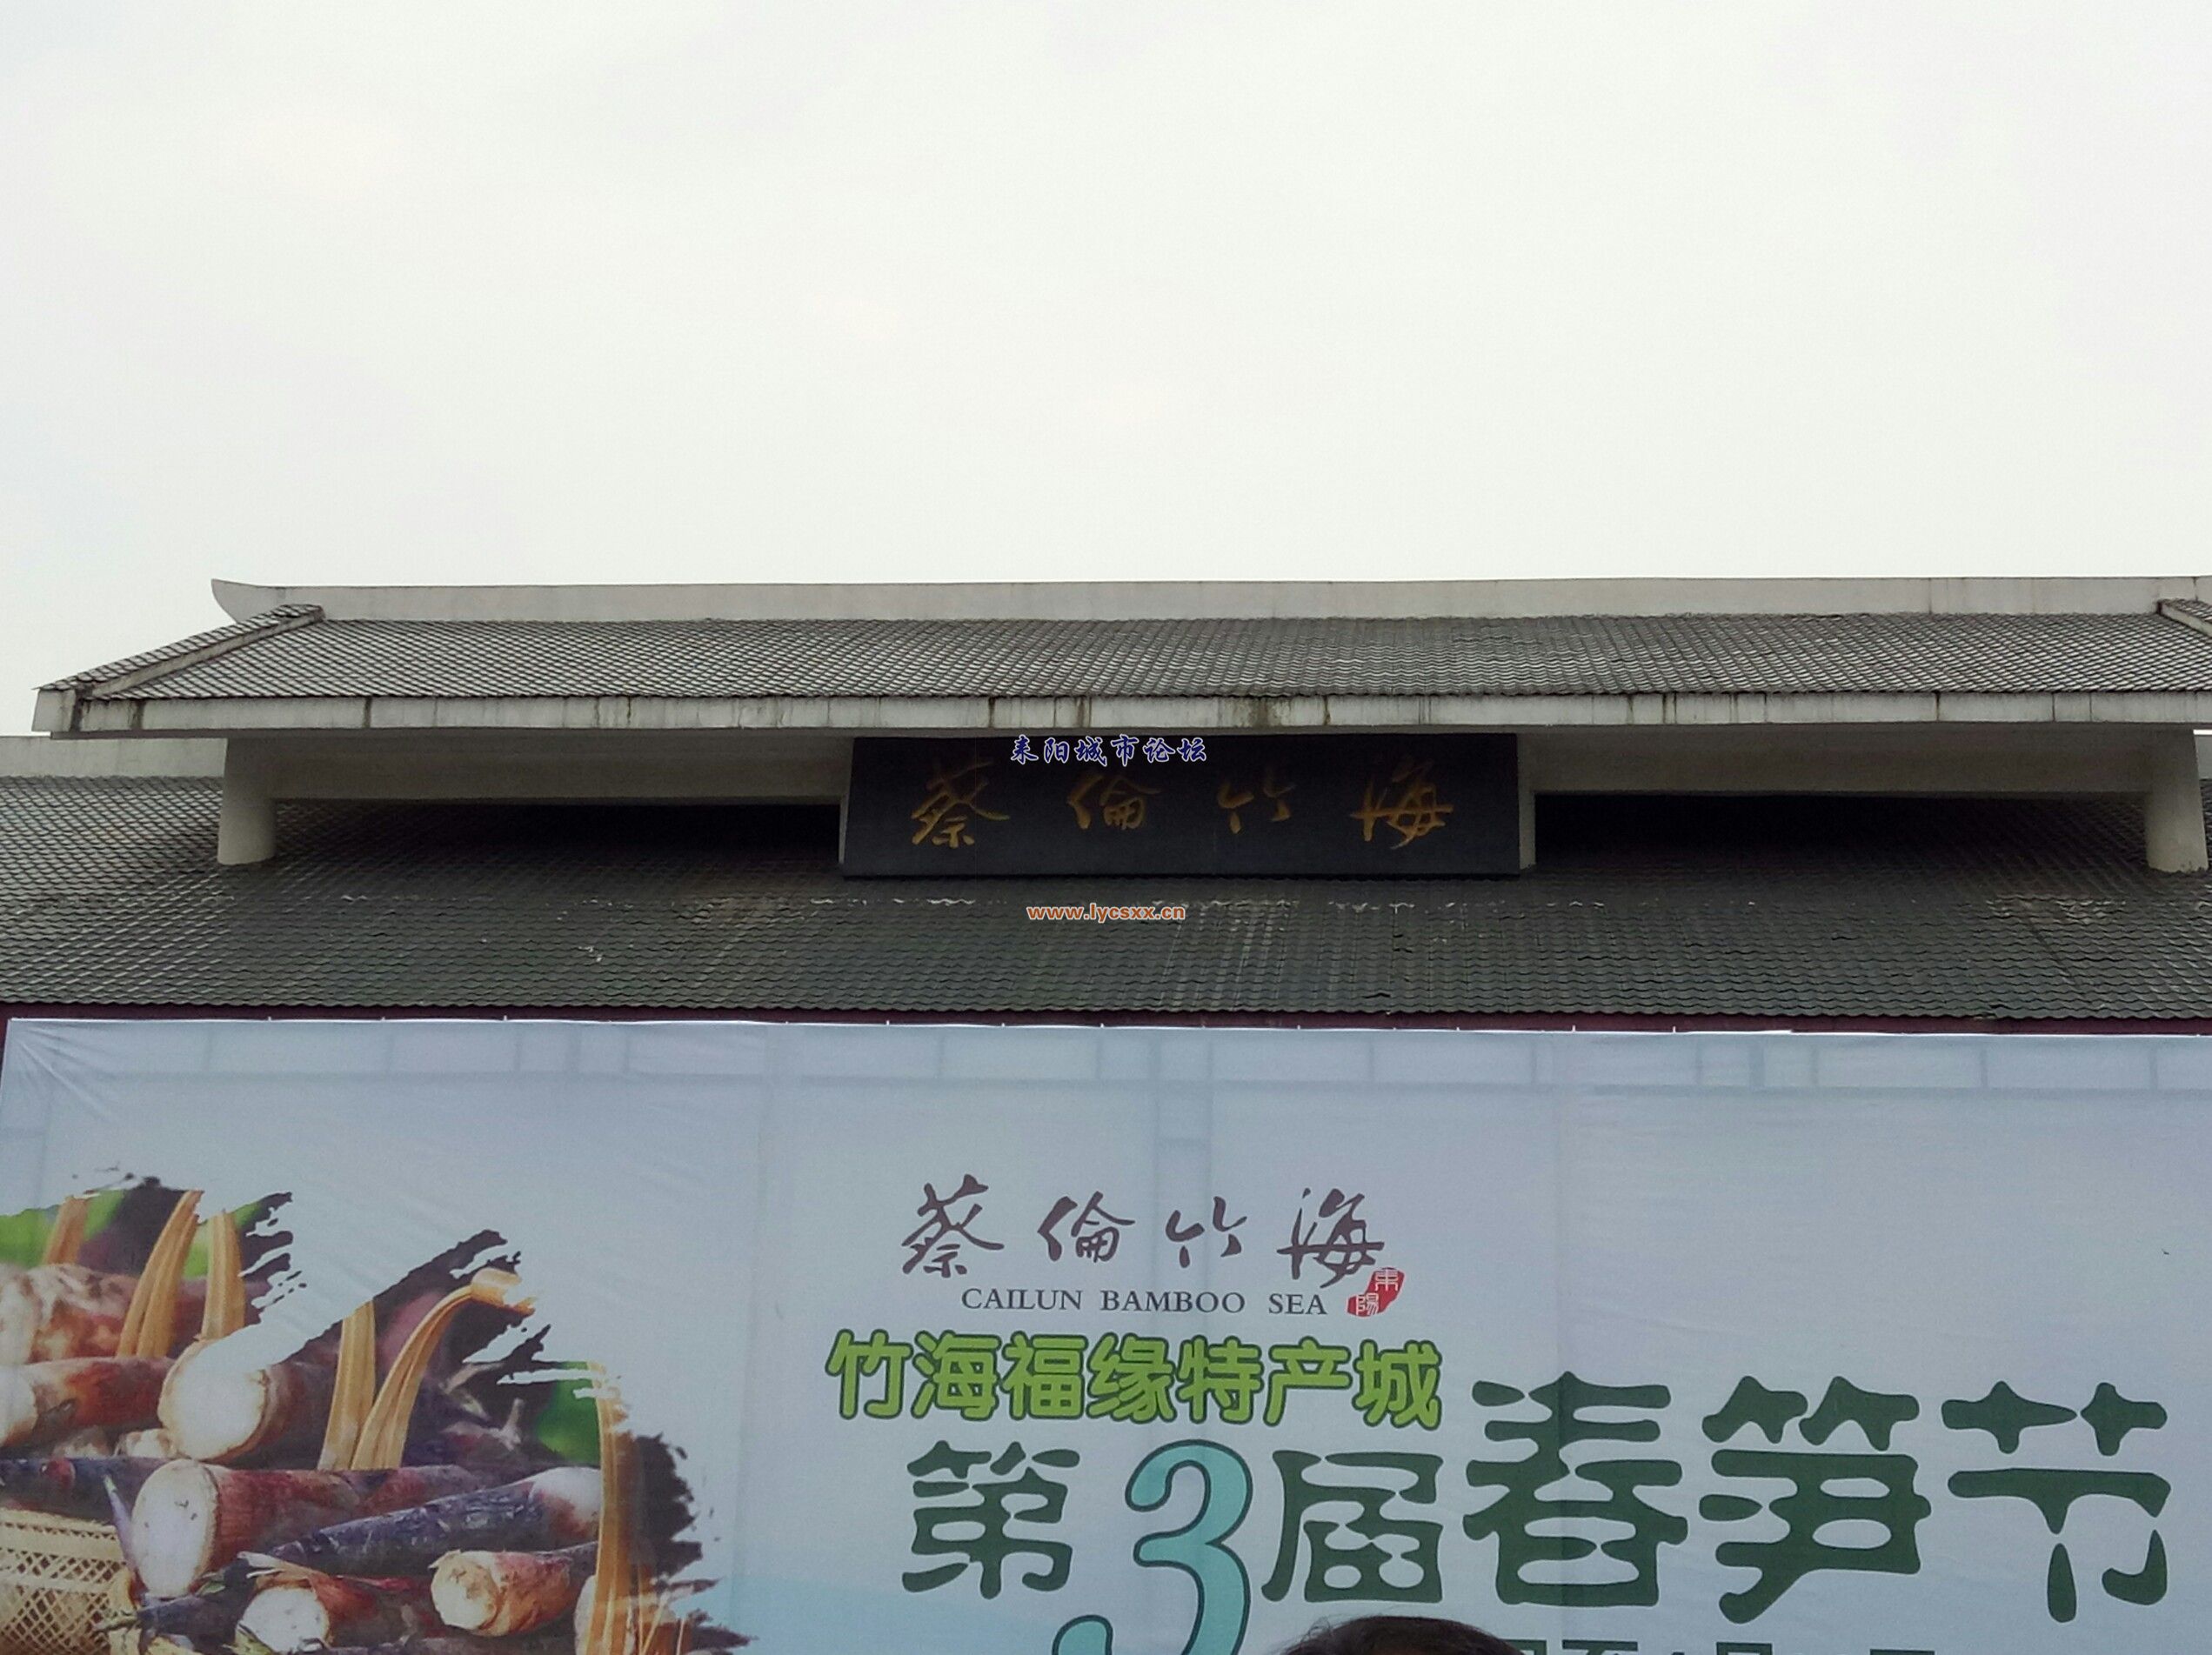 耒阳城市论坛
蔡倫竹海
www.lycsxx.cn
蔡倫竹海
CAILUN BAMBOO SEA
耒陽
竹海福缘特产城
第3届春笋节